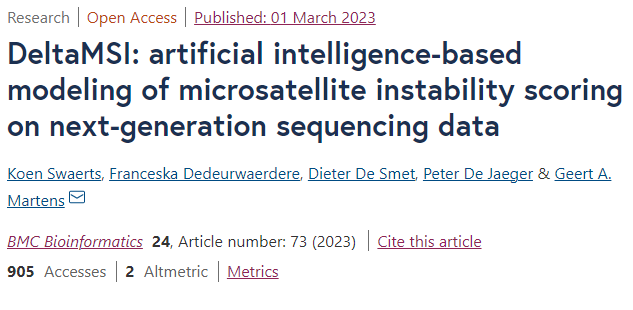 Research | Open Access | Published: 01 March 2023
DeltaMSI: artificial intelligence-based
modeling of microsatellite instability scoring
on next-generation sequencing data
Koen Swaerts, Franceska Dedeurwaerdere, Dieter De Smet, Peter De Jaeger & Geert A.
Martens
BMC Bioinformatics 24, Article number: 73 (2023) | Cite this article
905 Accesses | 2 Altmetric | Metrics